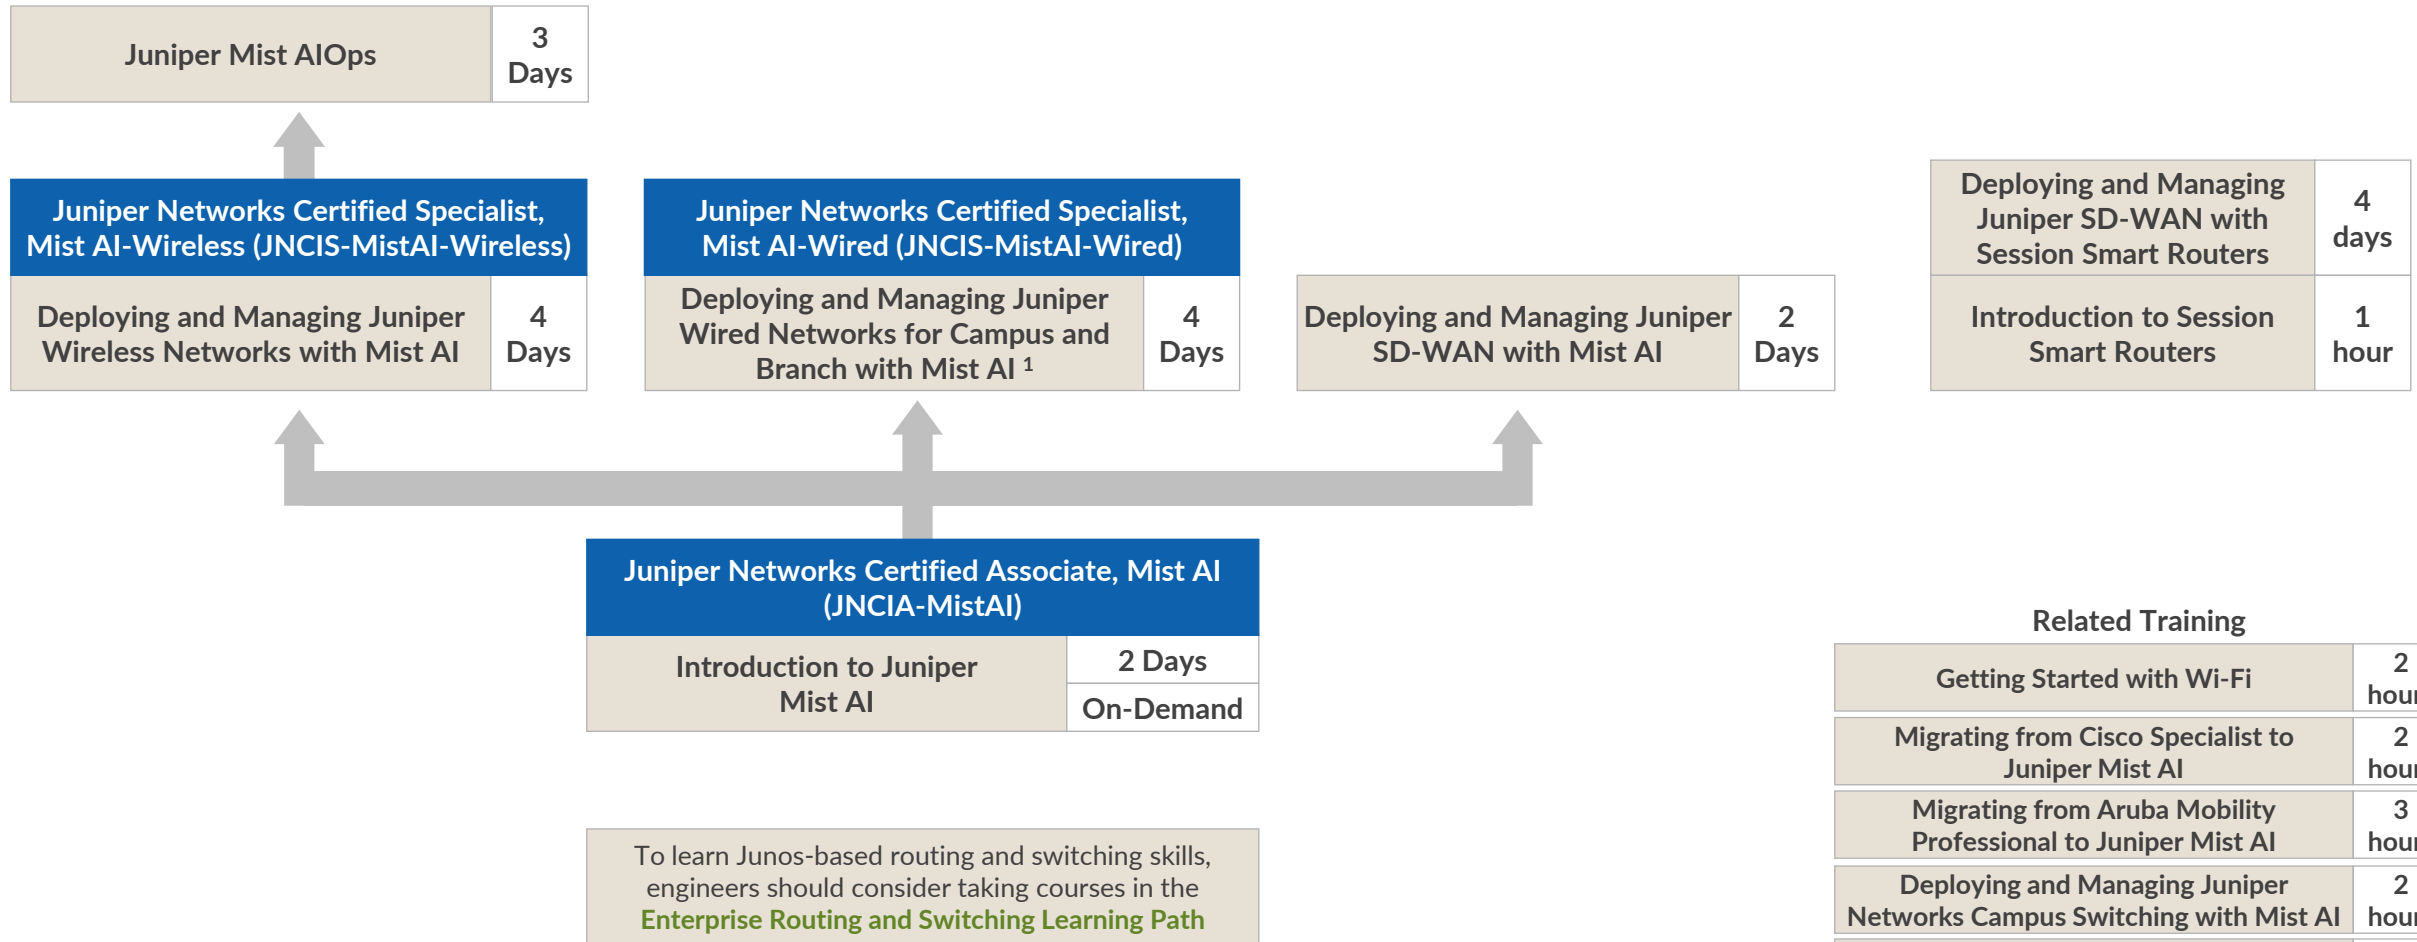 Juniper Mist AIOps
3
Days
Juniper Networks Certified Specialist,
Mist AI-Wireless (JNCIS-MistAI-Wireless)
Deploying and Managing Juniper
Wireless Networks with Mist AI
4
Days
Juniper Networks Certified Specialist,
Mist AI-Wired (JNCIS-MistAI-Wired)
Deploying and Managing Juniper
Wired Networks for Campus and
Branch with Mist AI 1
4
Days
Deploying and Managing Juniper
SD-WAN with Mist AI
2
Days
Deploying and Managing
Juniper SD-WAN with
Session Smart Routers
4
days
Introduction to Session
Smart Routers
1
hour
Juniper Networks Certified Associate, Mist AI
(JNCIA-MistAI)
Introduction to Juniper
Mist AI
2 Days
On-Demand
To learn Junos-based routing and switching skills,
engineers should consider taking courses in the
Enterprise Routing and Switching Learning Path
Related Training
Getting Started with Wi-Fi
2
Migrating from Cisco Specialist to
Juniper Mist AI
2
Migrating from Aruba Mobility
Professional to Juniper Mist AI
3
Deploying and Managing Juniper
Networks Campus Switching with Mist AI
2